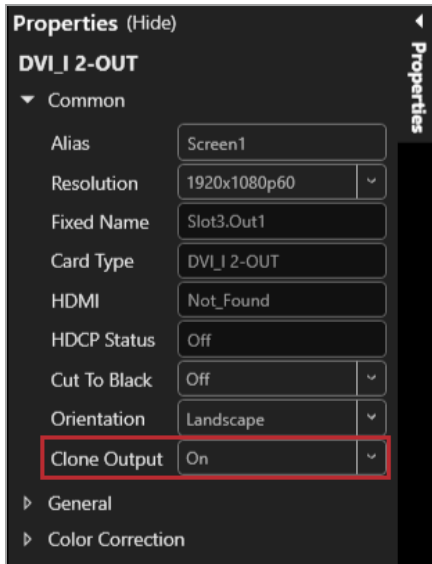 Properties (Hide)
Properties
DVI_I 2-OUT
Common
Alias Screen1
Resolution 1920x1080p60
Fixed Name Slot3.Out1
Card Type DVI_I 2-OUT
HDMI Not_Found
HDCP Status Off
Cut To Black Off
Orientation Landscape
Clone Output On
General
Color Correction